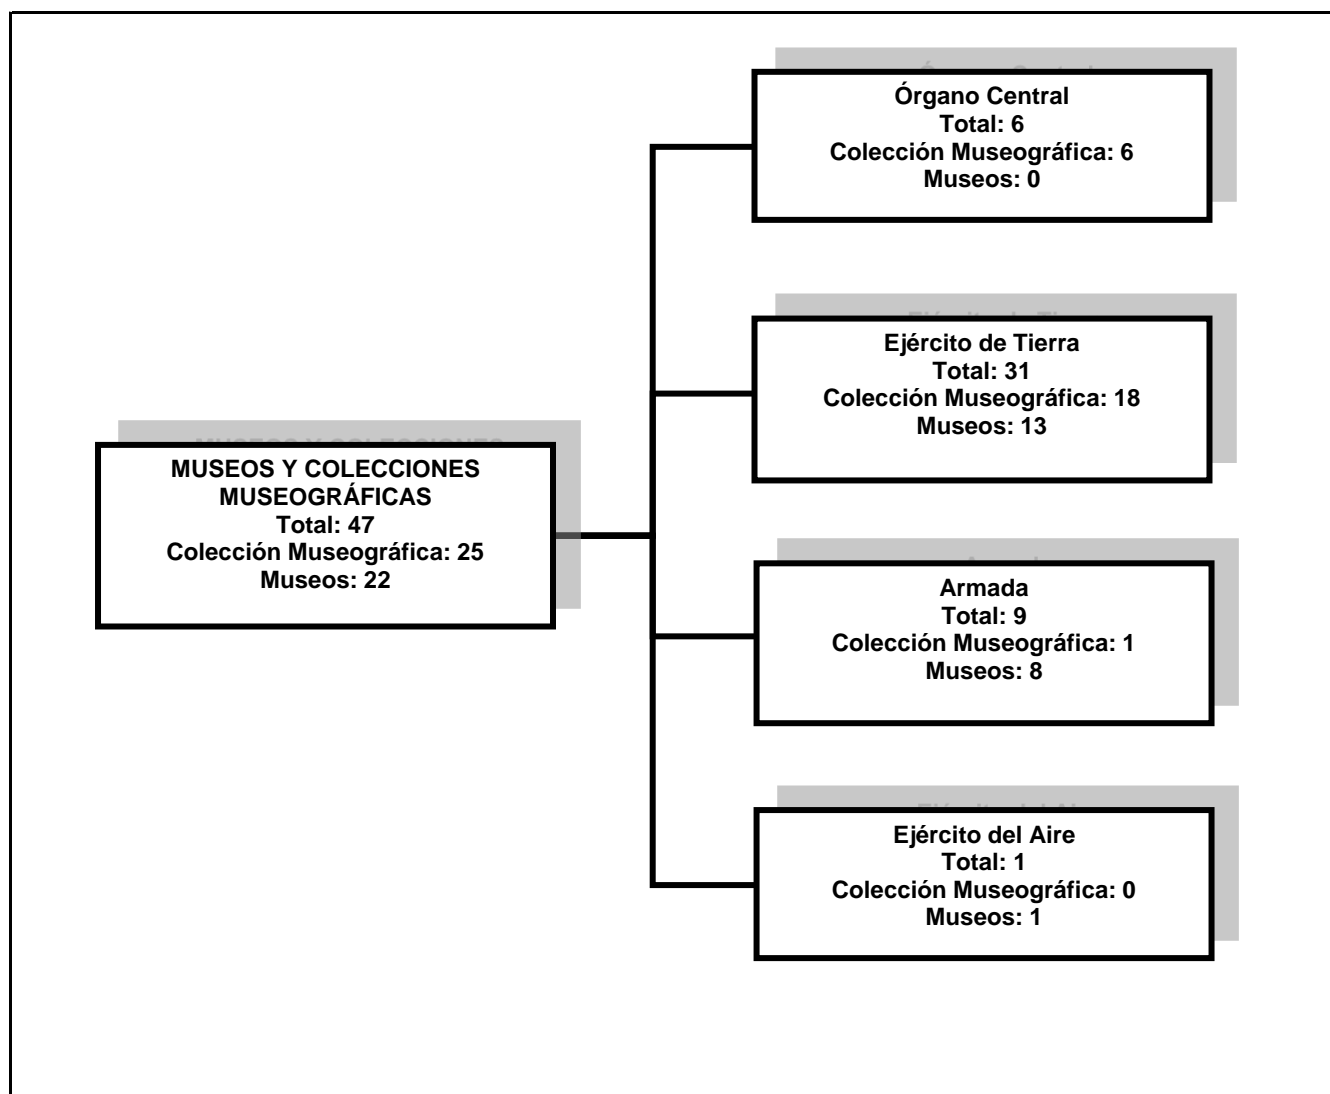 Órgano Central
Total: 6
Colección Museográfica: 6
Museos: 0
Ejército de Tierra
Total: 31
Colección Museográfica: 18
Museos: 13
MUSEOS Y COLECCIONES
MUSEOGRÁFICAS
Total: 47
Colección Museográfica: 25
Museos: 22
Armada
Total: 9
Colección Museográfica: 1
Museos: 8
Ejército del Aire
Total: 1
Colección Museográfica: 0
Museos: 1